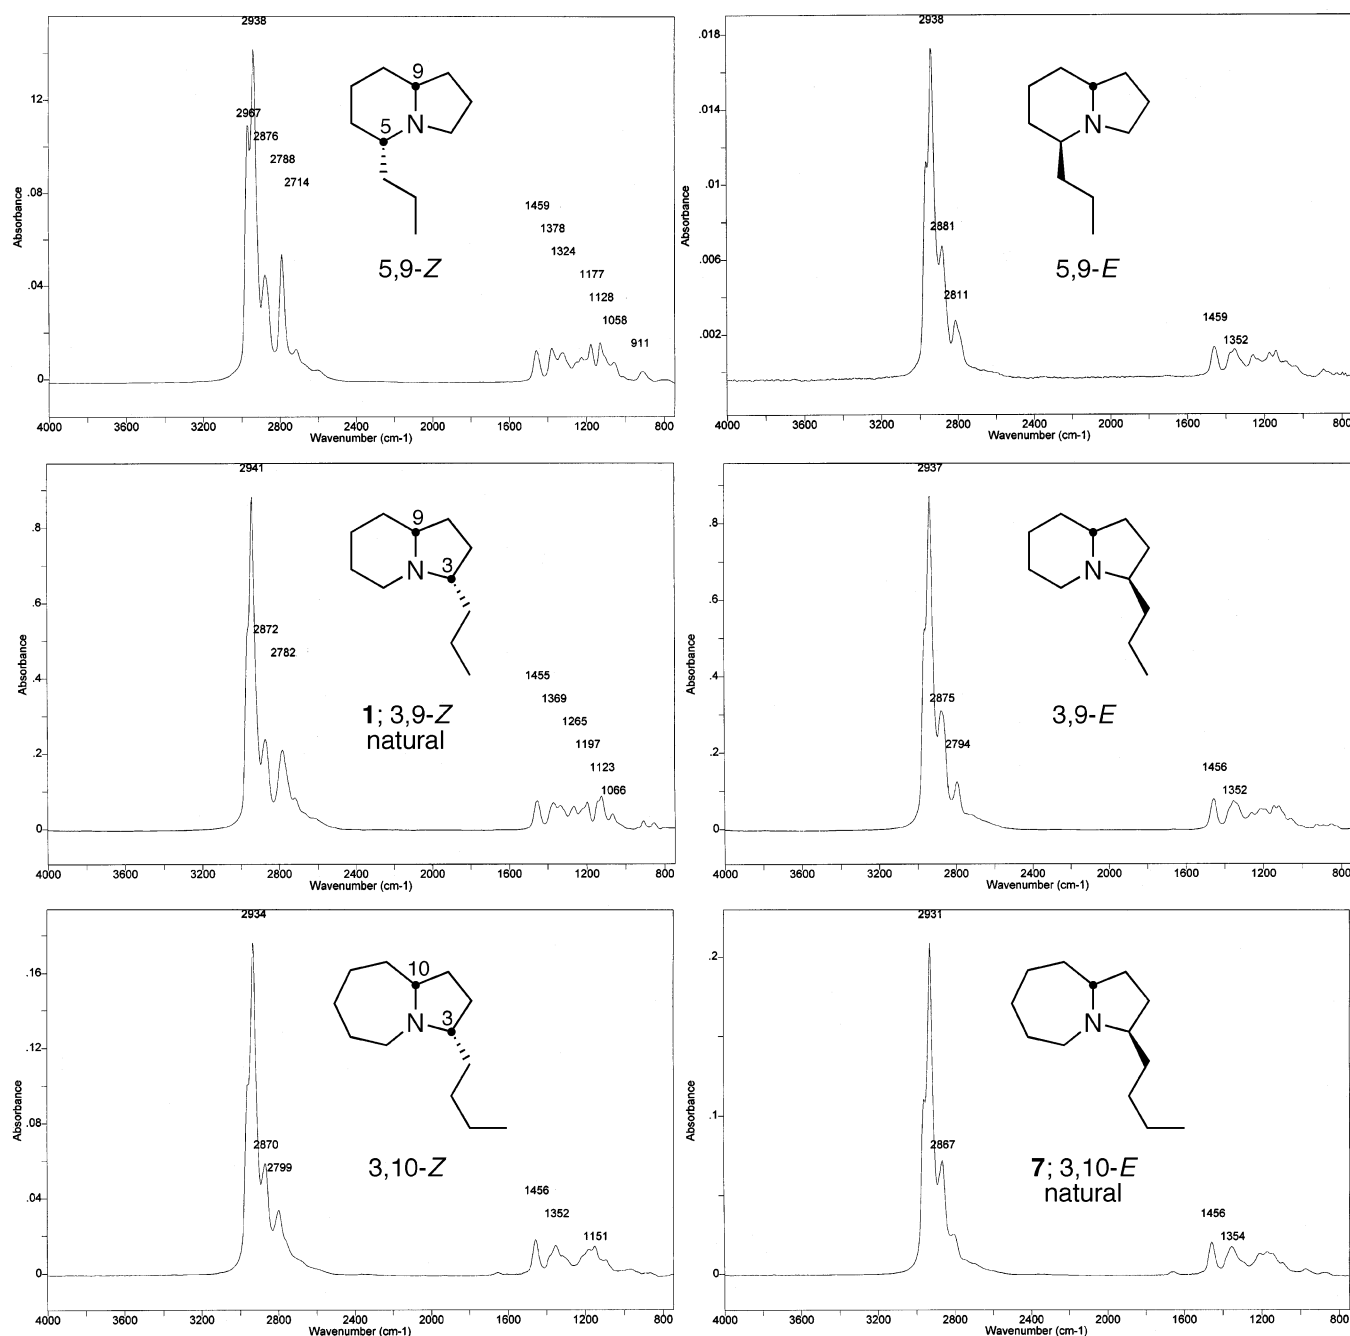 2938
2967
2876
2788
2714
1459
1378
1324
1177
1128
1058
911
.12
.08
.04
0
Absorbance
9
5
N
5,9-Z
4000 3600 3200 2800 2400 2000 1600 1200 800
Wavenumber (cm-1)
2938
2881
2811
1459
1352
.018
.014
.01
.006
.002
Absorbance
N
5,9-E
4000 3600 3200 2800 2400 2000 1600 1200 800
Wavenumber (cm-1)
2941
2872
2782
1455
1369
1265
1197
1123
1066
.8
.6
.4
.2
0
Absorbance
9
3
N
1; 3,9-Z
natural
4000 3600 3200 2800 2400 2000 1600 1200 800
Wavenumber (cm-1)
2937
2875
2794
1456
1352
.8
.6
.4
.2
0
Absorbance
N
3,9-E
4000 3600 3200 2800 2400 2000 1600 1200 800
Wavenumber (cm-1)
2934
2870
2799
1456
1352
1151
.16
.12
.08
.04
0
Absorbance
10
3
N
3,10-Z
4000 3600 3200 2800 2400 2000 1600 1200 800
Wavenumber (cm-1)
2931
2867
1456
1354
.2
.1
0
Absorbance
N
7; 3,10-E
natural
4000 3600 3200 2800 2400 2000 1600 1200 800
Wavenumber (cm-1)